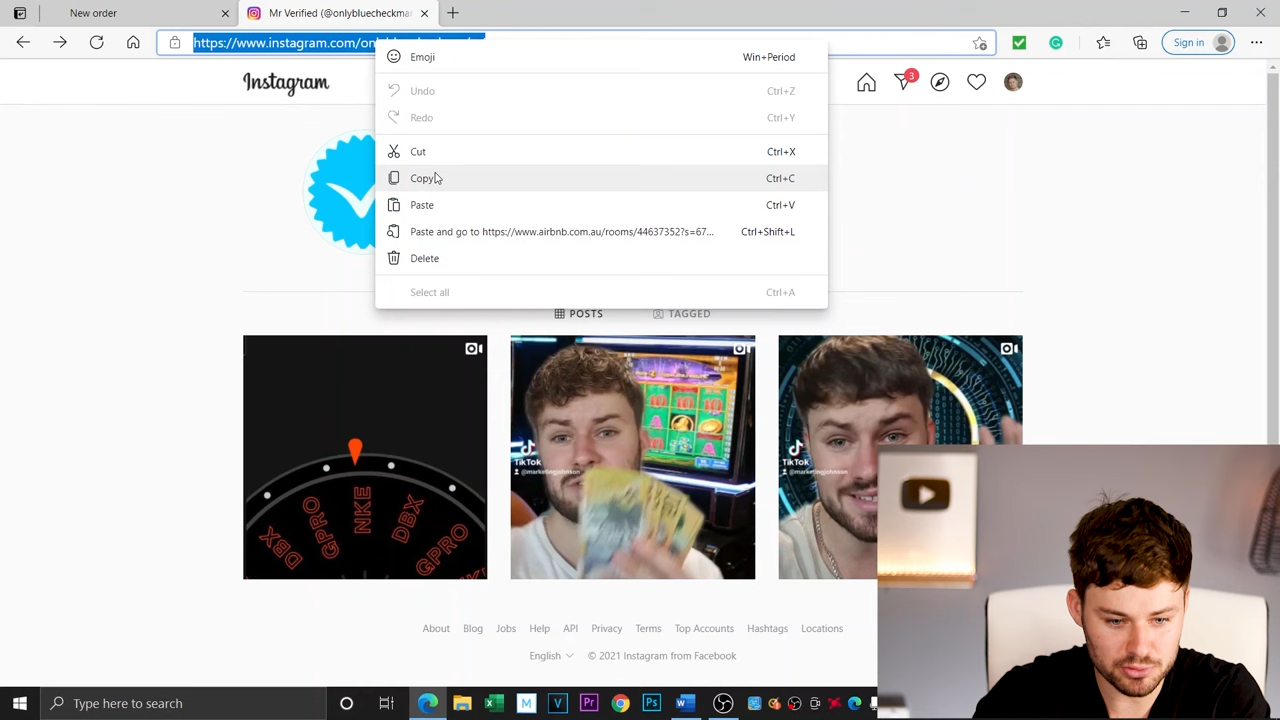 New order
Mr Verified (@onlybluecheckmar
https://www.instagram.com/on
Sign in
Emoji
Win+Period
Instagram
3
Undo
Ctrl+Z
Redo
Ctrl+Y
Cut
Ctrl+X
Copy
Ctrl+C
Paste
Ctrl+V
Paste and go to https://www.airbnb.com.au/rooms/44637352?s=67...
Ctrl+Shift+L
Delete
Select all
Ctrl+A
POSTS
TAGGED
TikTok
@marketingjohnson
TikTok
@marketingjohnson
DBX
GPRO
NKE
DBX
GPRO
About
Blog
Jobs
Help
API
Privacy
Terms
Top Accounts
Hashtags
Locations
English
© 2021 Instagram from Facebook
Type here to search